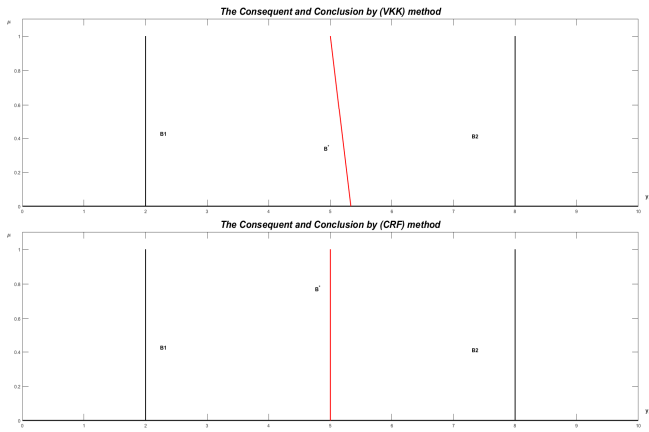 The Consequent and Conclusion by (VKK) method
μ
1
0.8
0.6
0.4
0.2
0
B1
B*
B2
y
0 1 2 3 4 5 6 7 8 9 10
The Consequent and Conclusion by (CRF) method
μ
1
0.8
0.6
0.4
0.2
0
B*
B1
B2
y
0 1 2 3 4 5 6 7 8 9 10